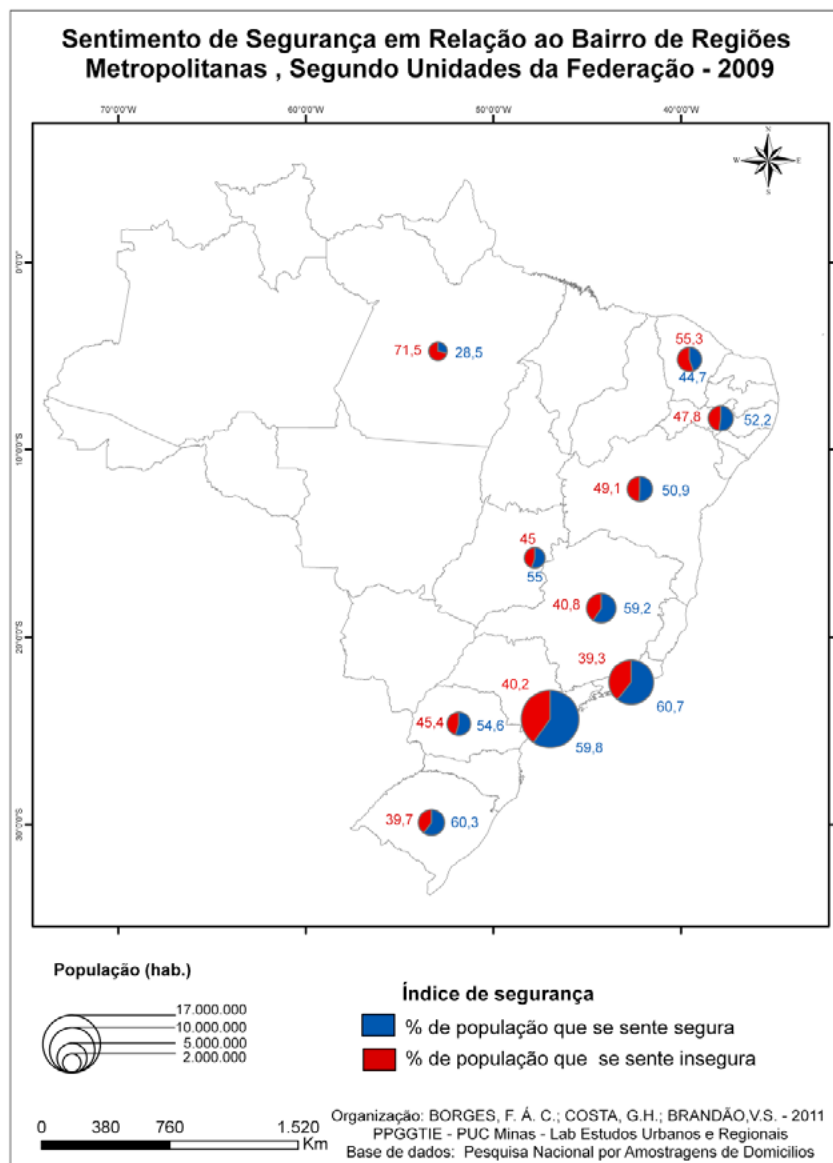 Sentimento de Segurança em Relação ao Bairro de Regiões
Metropolitanas , Segundo Unidades da Federação - 2009
70°0'0"W 60°0'0"W 50°0'0"W 40°0'0"W
N
W E
S
0°0'0"
10°0'0"S
20°0'0"S
30°0'0"S
71,5 28,5
55,3
44,7
47,8 52,2
49,1 50,9
45
55
40,8 59,2
39,3
60,7
40,2
59,8
45,4 54,6
39,7 60,3
População (hab.)
17.000.000
10.000.000
5.000.000
2.000.000
Índice de segurança
% de população que se sente segura
% de população que se sente insegura
0 380 760 1.520
Km
Organização: BORGES, F. Á. C.; COSTA, G.H.; BRANDÃO,V.S. - 2011
PPGGTIE - PUC Minas - Lab Estudos Urbanos e Regionais
Base de dados: Pesquisa Nacional por Amostragens de Domicilios